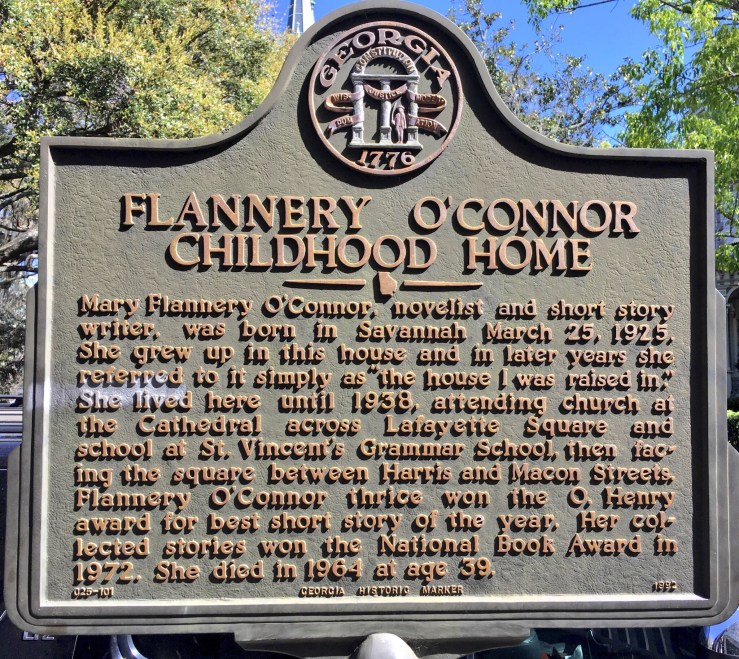 GEORGIA
CONSTITUTION
WISDOM JUSTICE MODERATION
1776
FLANNERY O'CONNOR
CHILDHOOD HOME
Mary Flannery O'Connor, novelist and short story
writer, was born in Savannah March 25, 1925.
She grew up in this house and in later years she
referred to it simply as "the house I was raised in."
She lived here until 1938, attending church at
the Cathedral across Lafayette Square and
school at St. Vincent's Grammar School, then fac-
ing the square between Harris and Macon Streets.
Flannery O'Connor thrice won the O. Henry
award for best short story of the year. Her col-
lected stories won the National Book Award in
1972. She died in 1964 at age 39.
025-101 GEORGIA HISTORIC MARKER 1992